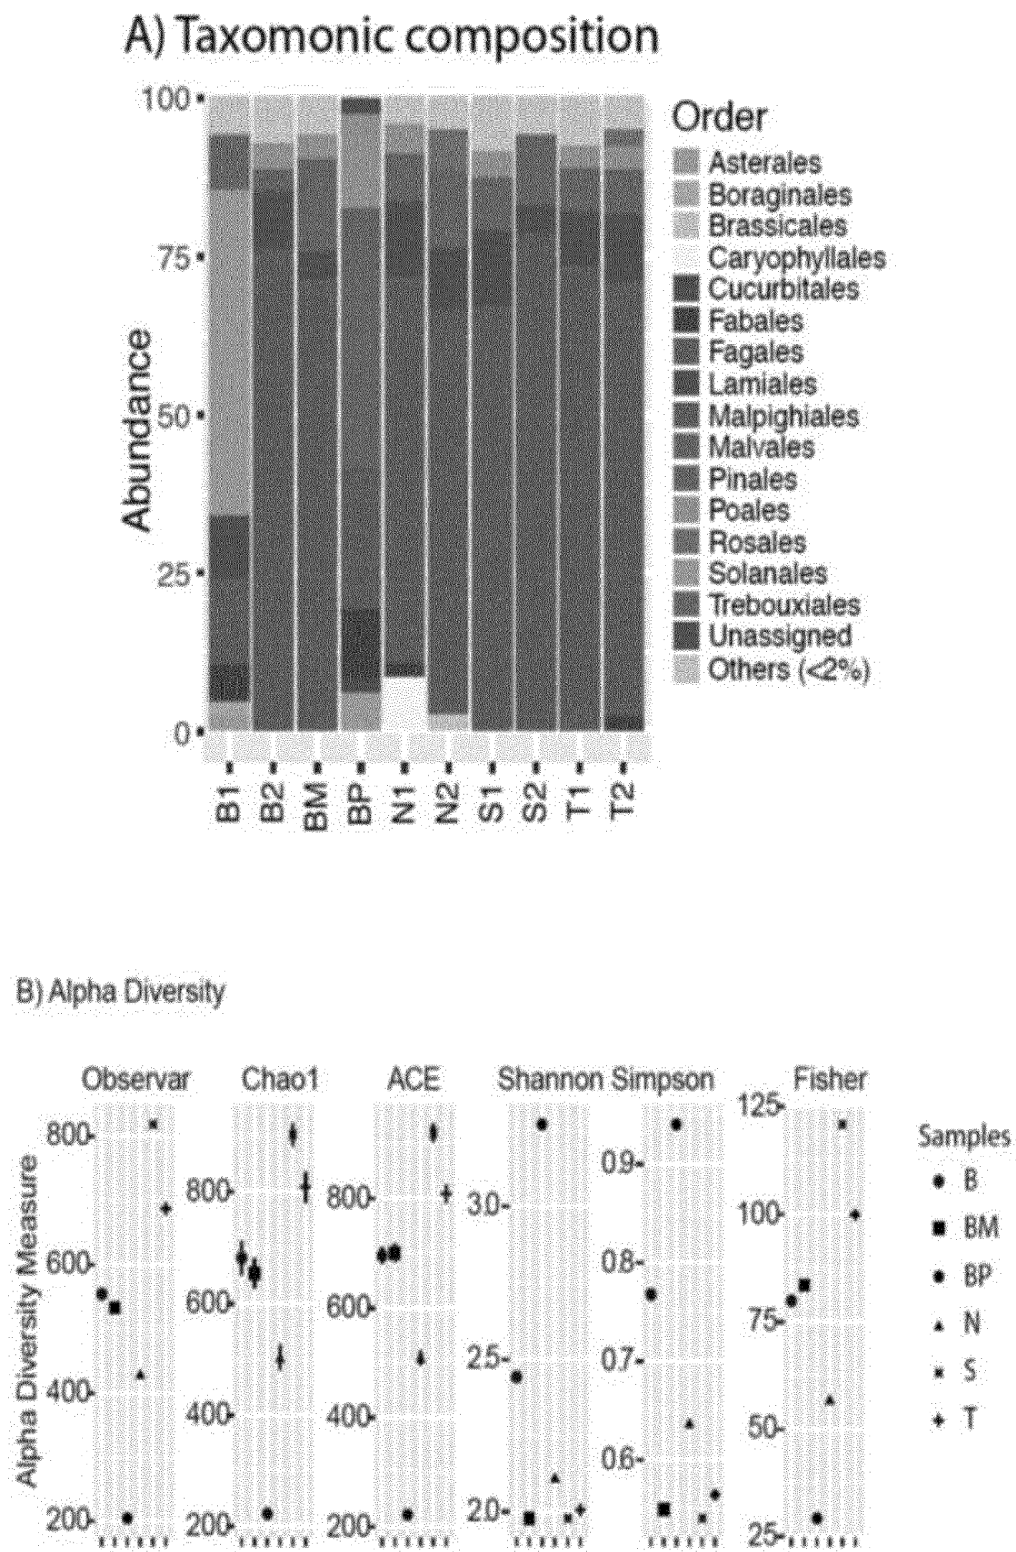 A) Taxomonic composition
Abundance
100
75
50
25
0
B1 B2 BM BP N1 N2 S1 S2 T1 T2
Order
Asterales
Boraginales
Brassicales
Caryophyllales
Cucurbitales
Fabales
Fagales
Lamiales
Malpighiales
Malvales
Pinales
Poales
Rosales
Solanales
Trebouxiales
Unassigned
Others (<2%)
B) Alpha Diversity
Alpha Diversity Measure
Observar Chao1 ACE Shannon Simpson Fisher
800
600
400
200
800
600
400
200
800
600
400
200
3.0
2.5
2.0
0.9
0.8
0.7
0.6
125
100
75
50
25
Samples
B
BM
BP
N
S
T